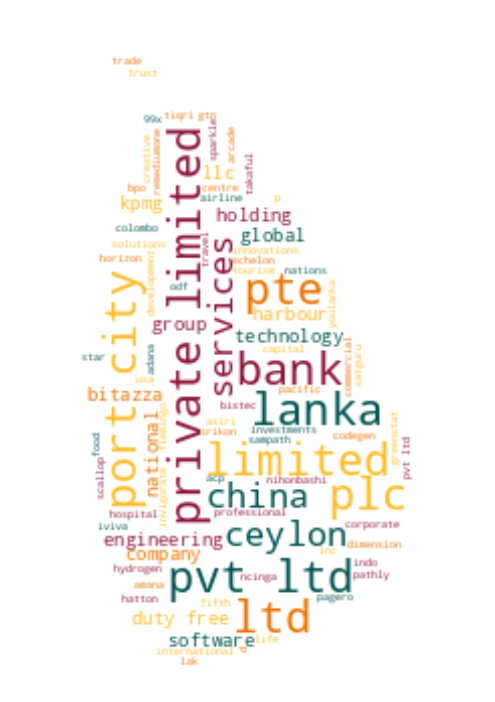 trade
trust
99x
tiqri
gtn
creative
remediumone
private limited
sparkle
arcade
takaful
llc
bpo
centre
kpmg
airline
p
holding
colombo
global
solutions
travel
innovations
horizon
echelon
development
tourism
nations
services
odf
pte
youlanka
port city
harbour
group
technology
star
adana
capital
commercial
satguru
bank
usa
pacific
bitazza
flamingo
bistec
lanka
national
asiri
srikon
investments
codegen
greenstat
sampath
food
scallop
limited
pvt ltd
invigorate
acp
nihonbashi
china
plc
hospital
professional
iviva
corporate
ceylon
engineering
dimension
company
inc
hydrogen
indo
pvt ltd
ncinga
pathly
amana
hatton
fifth
pagero
ltd
duty free
software
life
international
d
lak